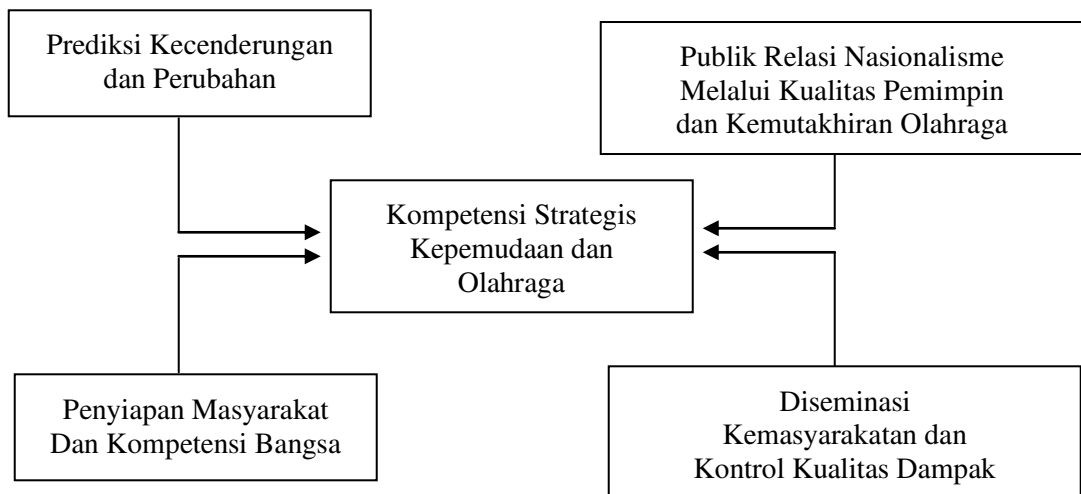 Prediksi Kecenderungan
dan Perubahan
Publik Relasi Nasionalisme
Melalui Kualitas Pemimpin
dan Kemutakhiran Olahraga
Kompetensi Strategis
Kepemudaan dan
Olahraga
Penyiapan Masyarakat
Dan Kompetensi Bangsa
Diseminasi
Kemasyarakatan dan
Kontrol Kualitas Dampak